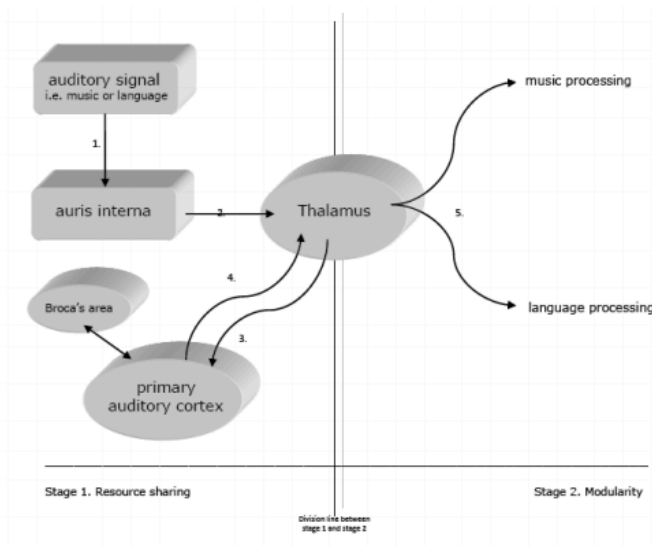 auditory signal
i.e. music or language
music processing
1.
auris interna
2.
Thalamus
5.
4.
Broca's area
language processing
3.
primary
auditory cortex
Stage 1. Resource sharing
Stage 2. Modularity
Division line between
stage 1 and stage 2